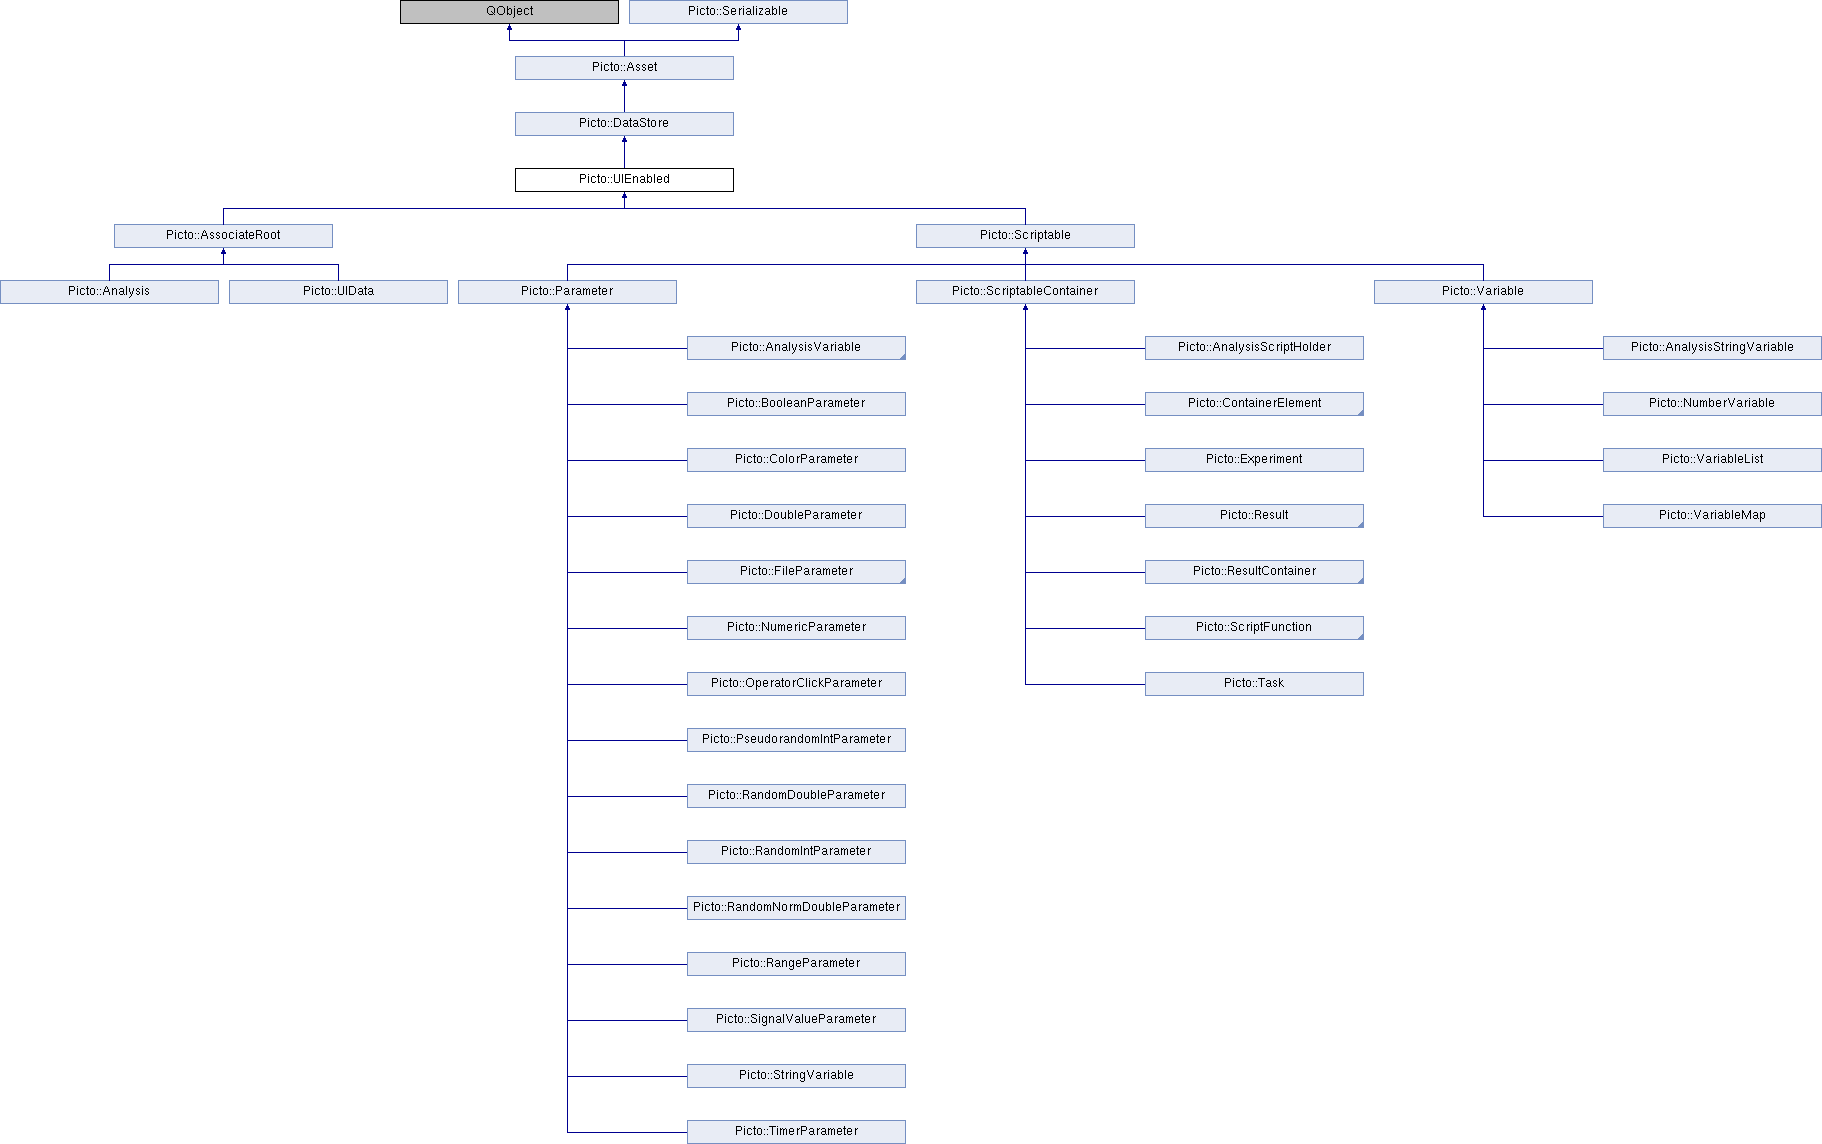 QObject
Picto::Serializable
Picto::Asset
Picto::DataStore
Picto::UIEnabled
Picto::AssociateRoot
Picto::Scriptable
Picto::Analysis
Picto::UIData
Picto::Parameter
Picto::ScriptableContainer
Picto::Variable
Picto::AnalysisVariable
Picto::AnalysisScriptHolder
Picto::AnalysisStringVariable
Picto::BooleanParameter
Picto::ContainerElement
Picto::NumberVariable
Picto::ColorParameter
Picto::Experiment
Picto::VariableList
Picto::DoubleParameter
Picto::Result
Picto::VariableMap
Picto::FileParameter
Picto::ResultContainer
Picto::NumericParameter
Picto::ScriptFunction
Picto::OperatorClickParameter
Picto::Task
Picto::PseudorandomIntParameter
Picto::RandomDoubleParameter
Picto::RandomIntParameter
Picto::RandomNormDoubleParameter
Picto::RangeParameter
Picto::SignalValueParameter
Picto::StringVariable
Picto::TimerParameter